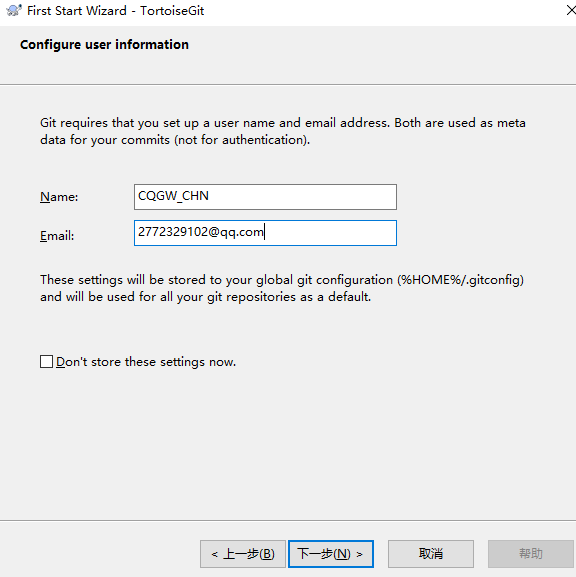 First Start Wizard - TortoiseGit
Configure user information
Git requires that you set up a user name and email address. Both are used as meta
data for your commits (not for authentication).
Name: CQGW_CHN
Email: 2772329102@qq.com
These settings will be stored to your global git configuration (%HOME%/.gitconfig)
and will be used for all your git repositories as a default.
Don't store these settings now.
< 上一步(B) 下一步(N) > 取消 帮助